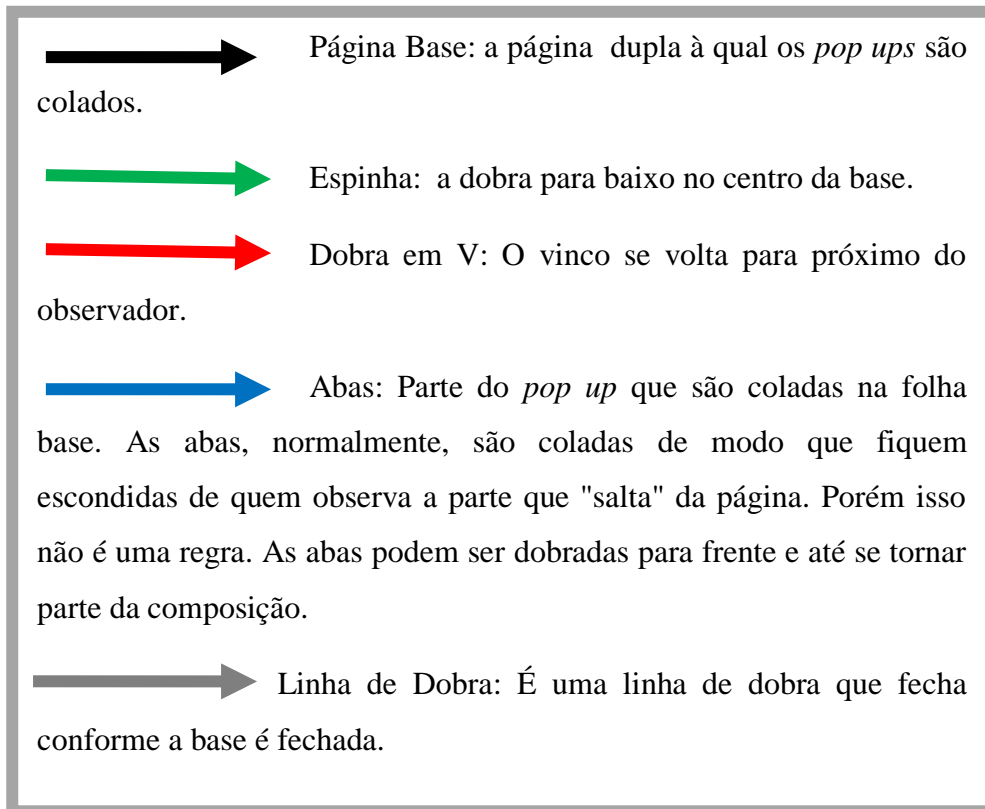 Página Base: a página dupla à qual os pop ups são
colados.
Espinha: a dobra para baixo no centro da base.
Dobra em V: O vinco se volta para próximo do
observador.
Abas: Parte do pop up que são coladas na folha
base. As abas, normalmente, são coladas de modo que fiquem
escondidas de quem observa a parte que "salta" da página. Porém isso
não é uma regra. As abas podem ser dobradas para frente e até se tornar
parte da composição.
Linha de Dobra: É uma linha de dobra que fecha
conforme a base é fechada.